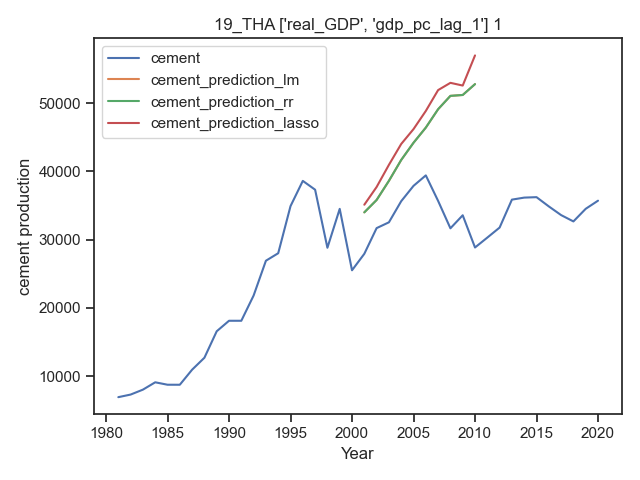 19_THA ['real_GDP', 'gdp_pc_lag_1'] 1
cement
cement_prediction_lm
cement_prediction_rr
cement_prediction_lasso
cement production
50000
40000
30000
20000
10000
1980 1985 1990 1995 2000 2005 2010 2015 2020
Year